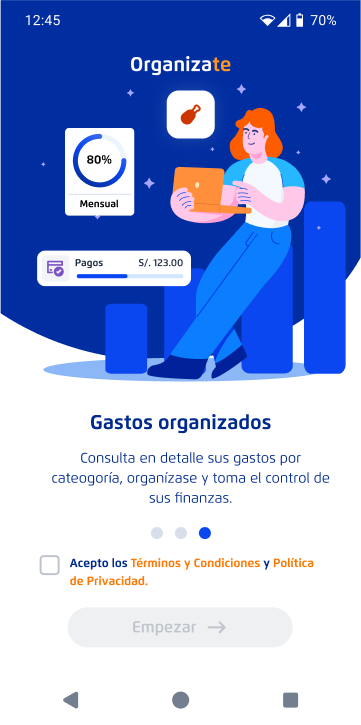 12:45 70%
Organizate
80%
Mensual
Pagos S/. 123.00
Gastos organizados
Consulta en detalle sus gastos por
cateogoría, organízase y toma el control de
sus finanzas.
Acepto los Términos y Condiciones y Política
de Privacidad.
Empezar →